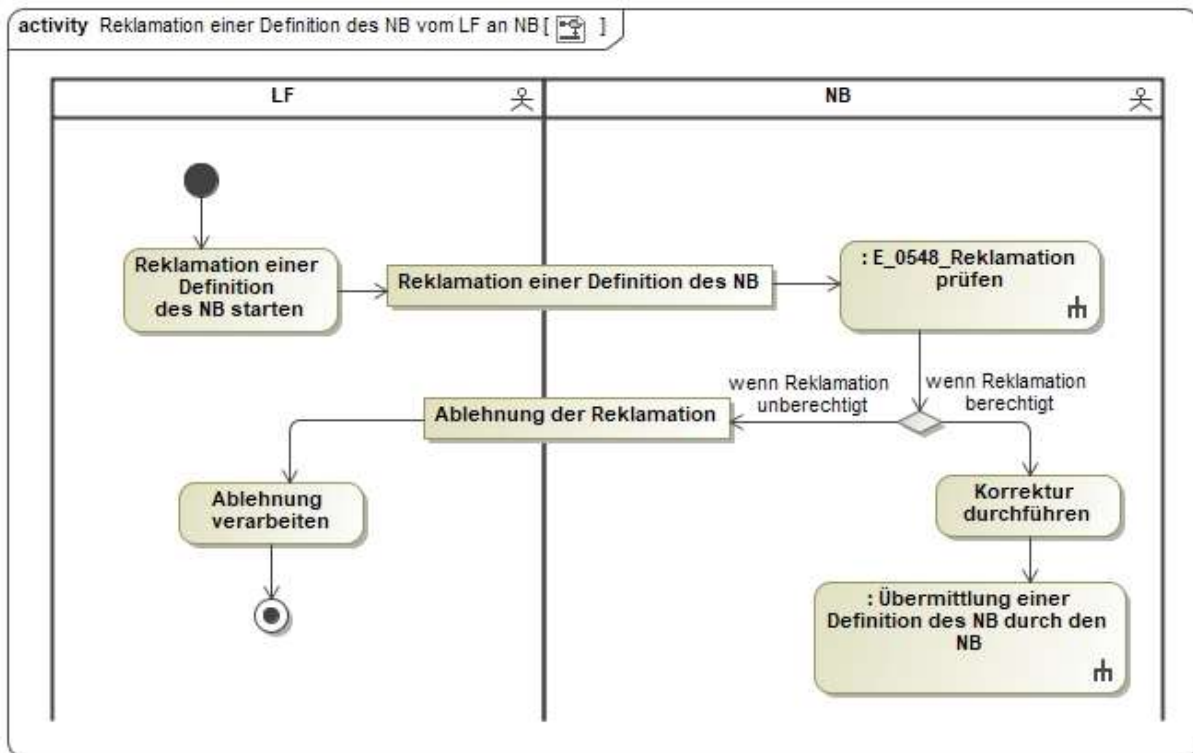 activity Reklamation einer Definition des NB vom LF an NB [ ]
LF
NB
Reklamation einer
Definition
des NB starten
Reklamation einer Definition des NB
: E_0548_Reklamation
prüfen
wenn Reklamation
unberechtigt
wenn Reklamation
berechtigt
Ablehnung der Reklamation
Ablehnung
verarbeiten
Korrektur
durchführen
: Übermittlung einer
Definition des NB durch den
NB